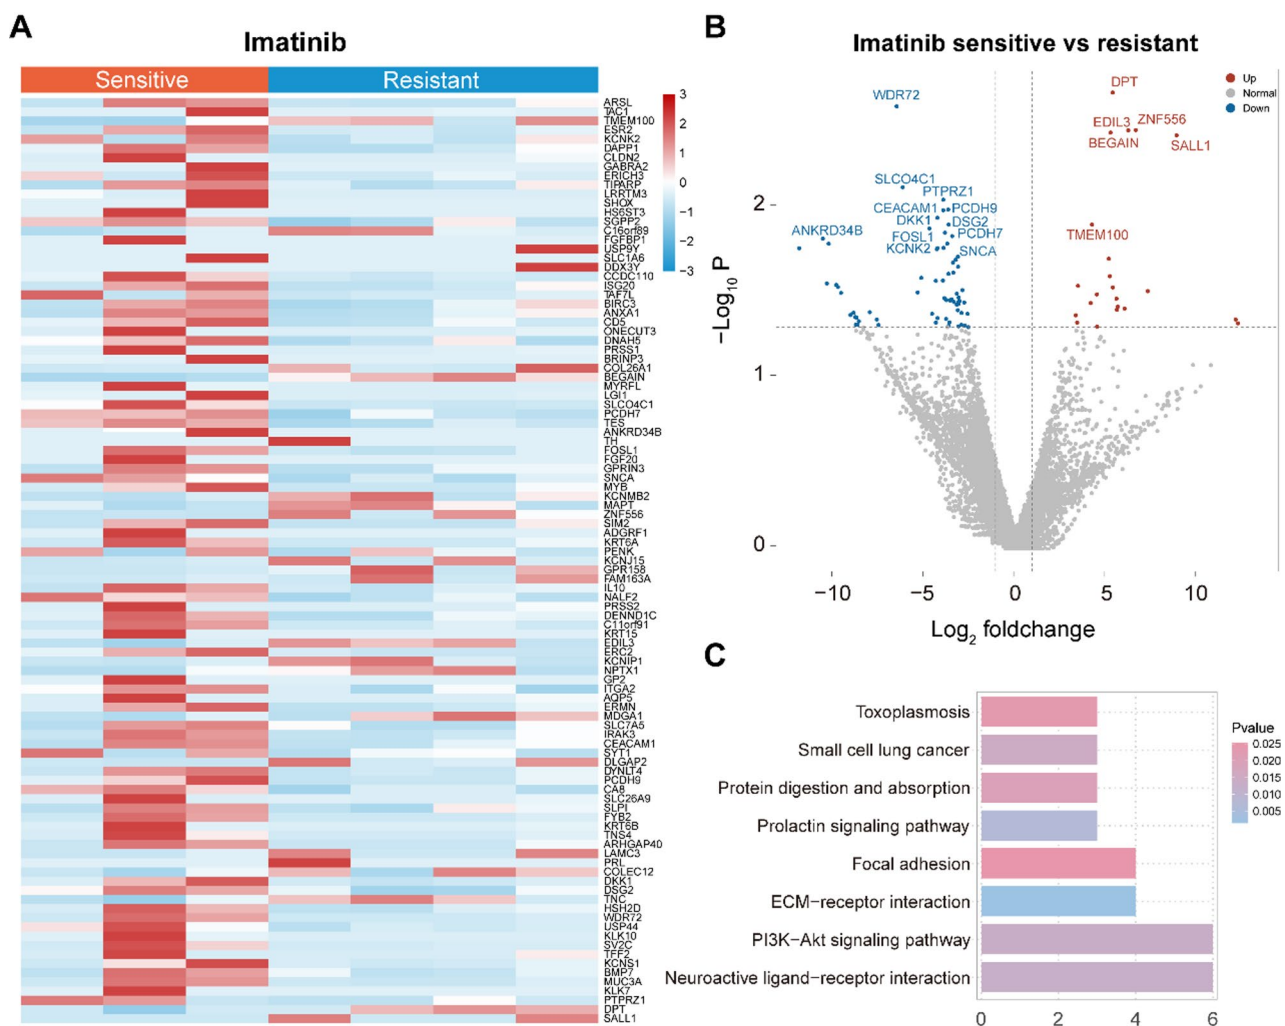 A
Imatinib
Sensitive
Resistant
3
2
1
0
−1
−2
−3
ARSL
TAC1
TMEM100
ESR2
KCNK2
DAPP1
CLDN2
GABRA2
ERICH3
TIPARP
LRRTM3
SHOX
HS6ST3
SGPP2
C16orf89
FGFBP1
USP9Y
SLC1A6
DDX3Y
CCDC110
ISG20
TAF7L
BIRC3
ANXA1
CD5
ONECUT3
DNAH5
PRSS1
BRINP3
COL26A1
BEGAIN
MYRFL
LGI1
SLCO4C1
PCDH7
TES
ANKRD34B
TH
FOSL1
FGF20
GPRIN3
SNCA
MYB
KCNMB2
MAPT
ZNF556
SIM2
ADGRF1
KRT6A
PENK
KCNJ15
GPR158
FAM163A
IL10
NALF2
PRSS2
DENND1C
C11orf91
KRT15
EDIL3
ERC2
KCNIP1
NPTX1
GP2
ITGA2
AQP5
ERMN
MDGA1
SLC7A5
IRAK3
CEACAM1
SYT1
DLGAP2
DYNLT4
PCDH9
CA8
SLC26A9
SLPI
FYB2
KRT6B
TNS4
ARHGAP40
LAMC3
PRL
COLEC12
DKK1
DSG2
TNC
HSH2D
WDR72
USP44
KLK10
SV2C
TFF2
KCNS1
BMP7
MUC3A
KLK7
PTPRZ1
DPT
SALL1
B
Imatinib sensitive vs resistant
Up
Normal
Down
WDR72
DPT
EDIL3
ZNF556
BEGAIN
SALL1
SLCO4C1
PTPRZ1
CEACAM1
PCDH9
DKK1
DSG2
FOSL1
PCDH7
KCNK2
SNCA
ANKRD34B
TMEM100
2
1
0
−Log10 P
−10
−5
0
5
10
Log2 foldchange
C
Toxoplasmosis
Small cell lung cancer
Protein digestion and absorption
Prolactin signaling pathway
Focal adhesion
ECM−receptor interaction
PI3K−Akt signaling pathway
Neuroactive ligand−receptor interaction
0
2
4
6
Pvalue
0.025
0.020
0.015
0.010
0.005